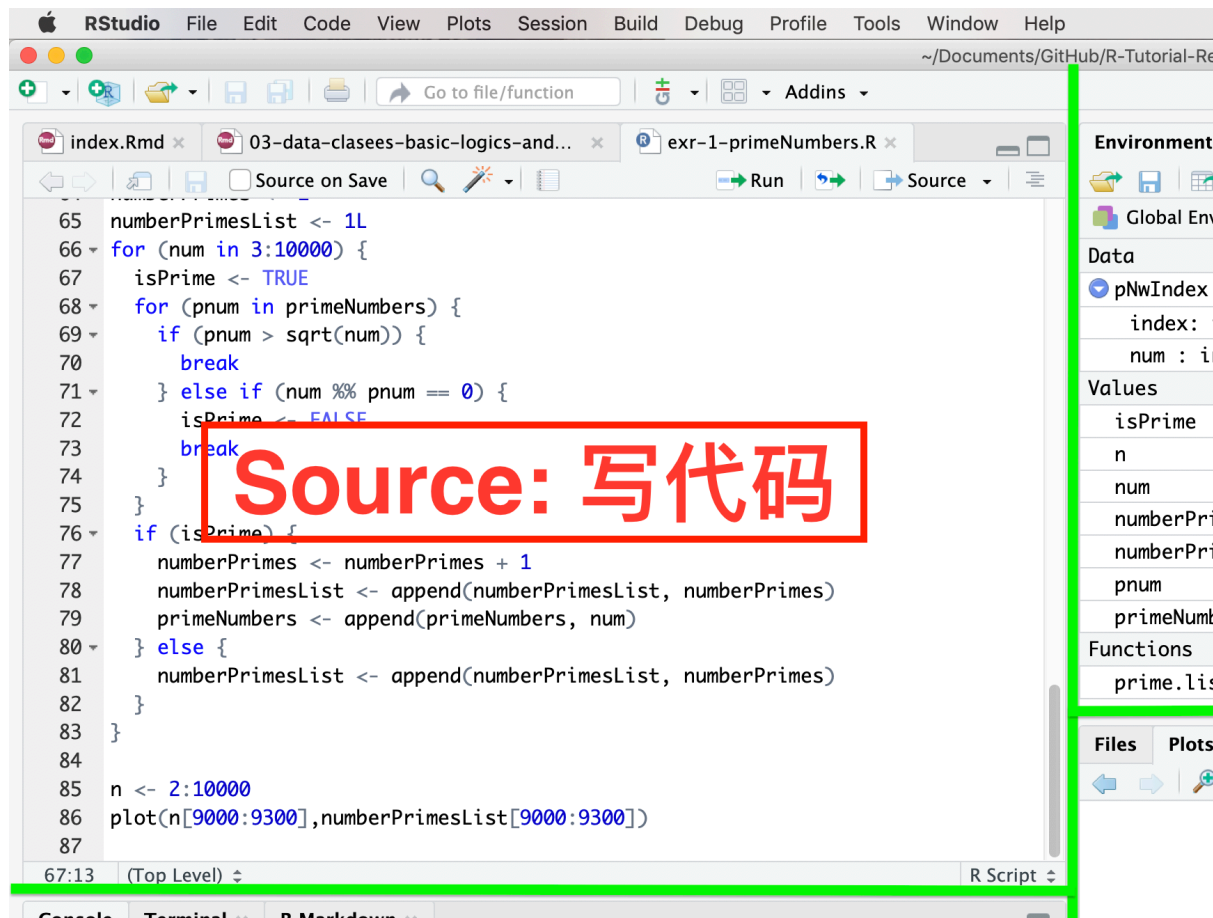 RStudio File Edit Code View Plots Session Build Debug Profile Tools Window Help
~/Documents/GitHub/R-Tutorial-Re
Go to file/function Addins
index.Rmd 03-data-clasees-basic-logics-and... exr-1-primeNumbers.R Environment
Source on Save Run Source
65 numberPrimesList <- 1L
66 for (num in 3:10000) {
67 isPrime <- TRUE
68 for (pnum in primeNumbers) {
69 if (pnum > sqrt(num)) {
70 break
71 } else if (num %% pnum == 0) {
72 isPrime <- FALSE
73 break
74 }
75 }
76 if (isPrime) {
77 numberPrimes <- numberPrimes + 1
78 numberPrimesList <- append(numberPrimesList, numberPrimes)
79 primeNumbers <- append(primeNumbers, num)
80 } else {
81 numberPrimesList <- append(numberPrimesList, numberPrimes)
82 }
83 }
84
85 n <- 2:10000
86 plot(n[9000:9300],numberPrimesList[9000:9300])
87
Source: 写代码
67:13 (Top Level) R Script
Console Terminal R Markdown
Global Env
Data
pNwIndex
index:
num : i
Values
isPrime
n
num
numberPri
numberPri
pnum
primeNumb
Functions
prime.lis
Files Plots